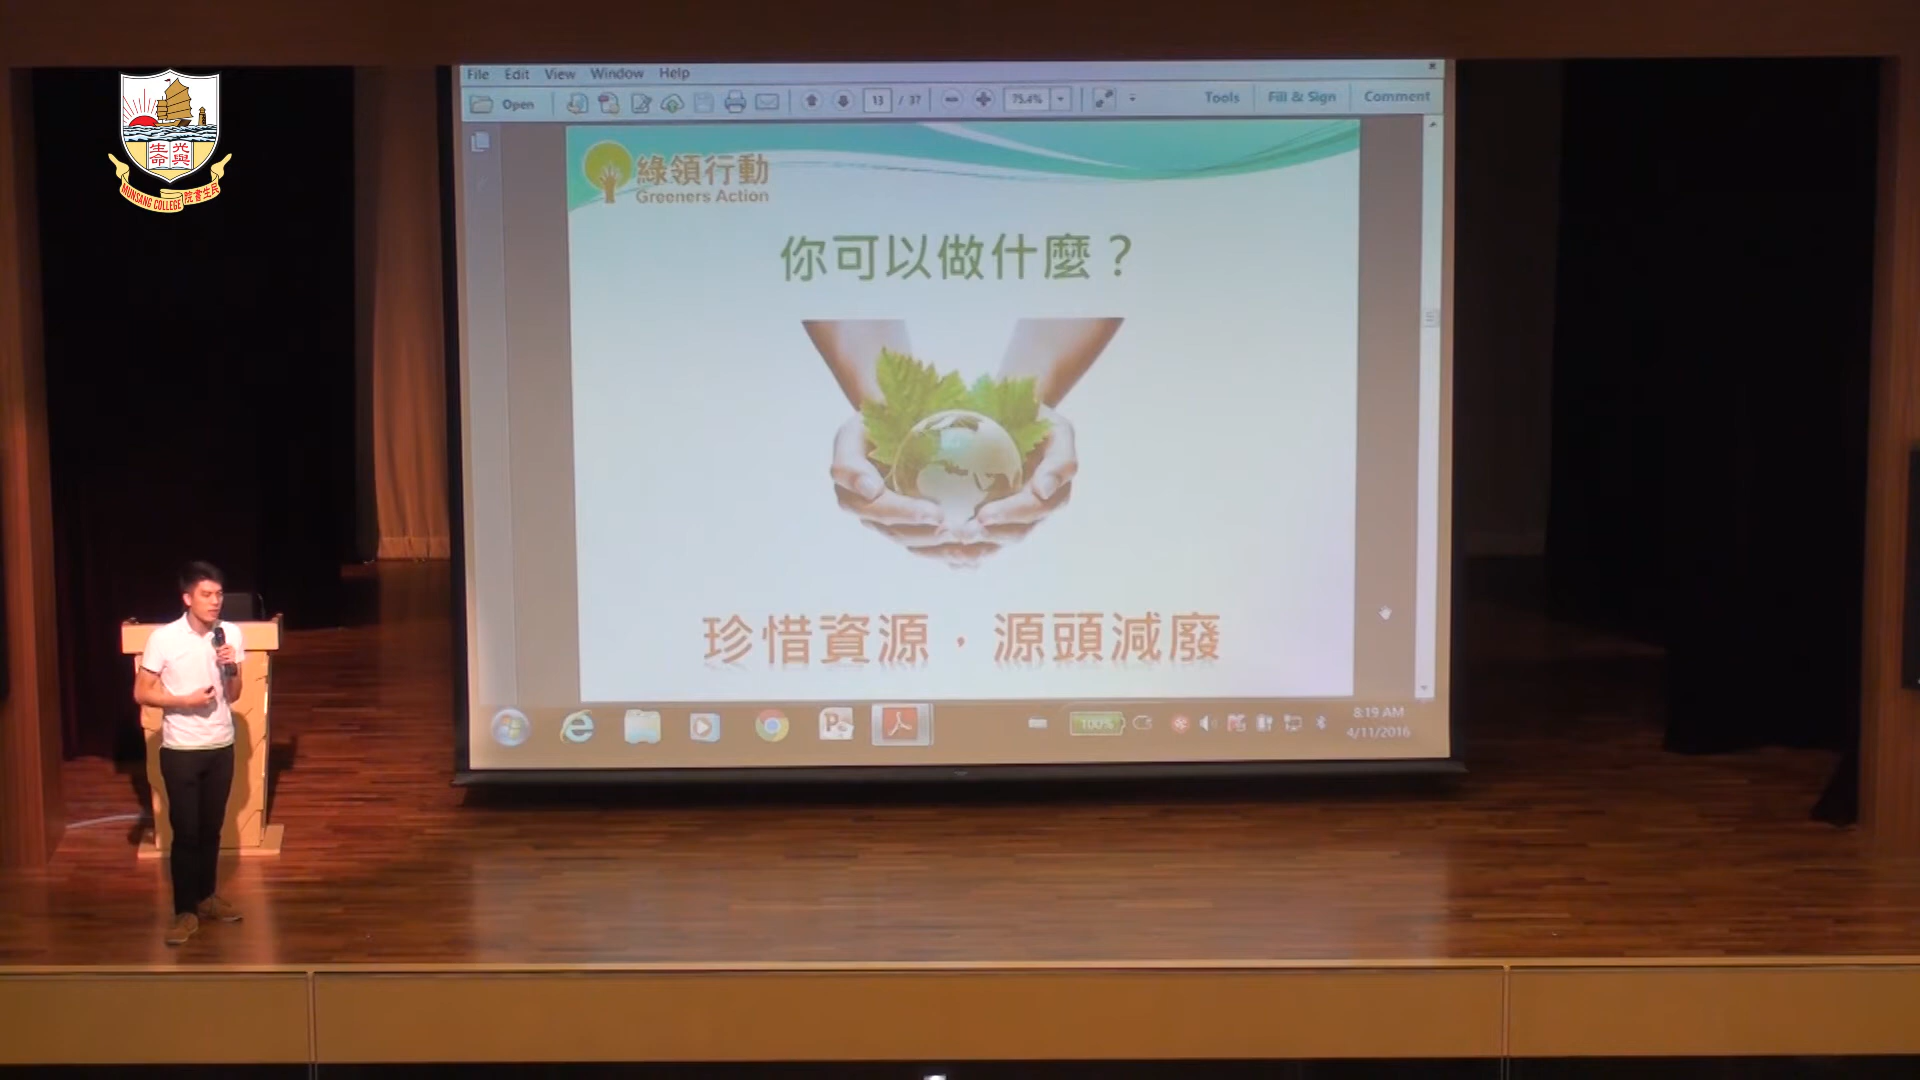 File Edit View Window Help
Open 13 / 37 75.4% Tools Fill & Sign Comment
生命 光與
MUNSANG COLLEGE 院書生民
綠領行動
Greeners Action
你可以做什麼？
珍惜資源，源頭減廢
100%
8:19 AM
4/11/2016